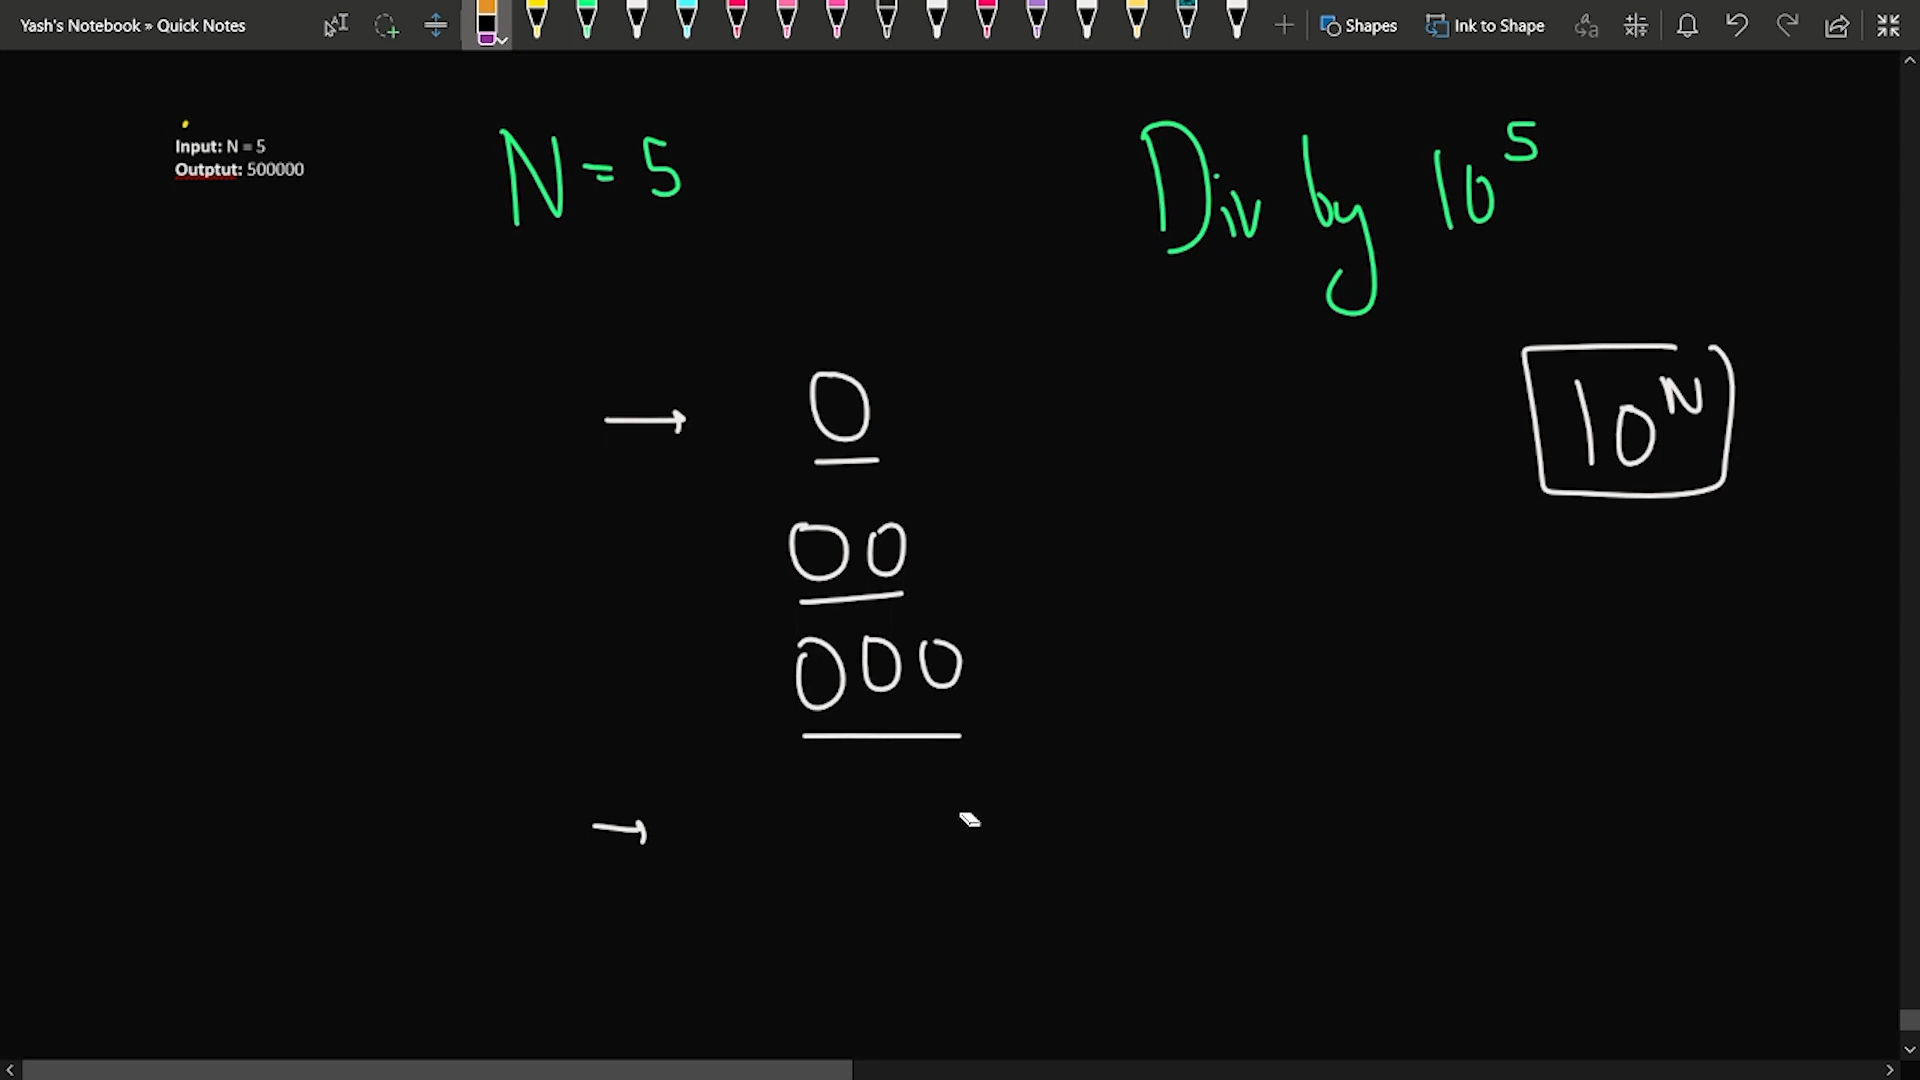 Yash's Notebook » Quick Notes
Shapes
Ink to Shape
Input: N = 5
Outptut: 500000
N = 5
Div by 10^5
10^N
0
00
000